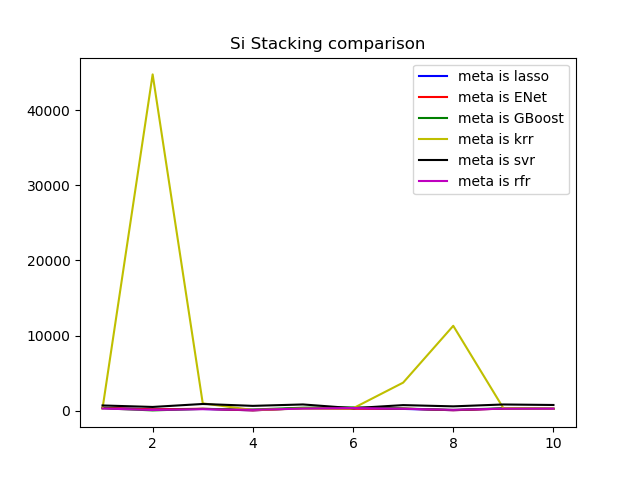 Si Stacking comparison
meta is lasso
meta is ENet
meta is GBoost
meta is krr
meta is svr
meta is rfr
40000
30000
20000
10000
0
2
4
6
8
10